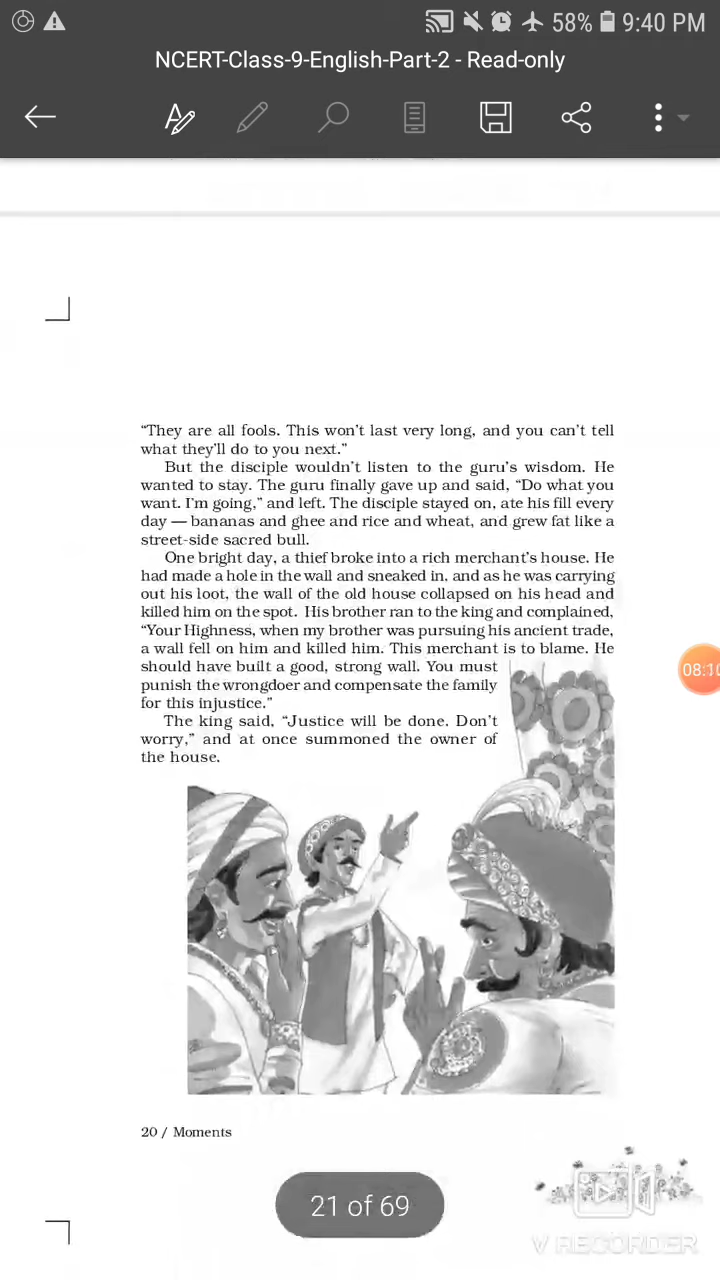 58% 9:40 PM
NCERT-Class-9-English-Part-2 - Read-only
“They are all fools. This won’t last very long, and you can’t tell
what they’ll do to you next.”
But the disciple wouldn’t listen to the guru’s wisdom. He
wanted to stay. The guru finally gave up and said, “Do what you
want. I’m going,” and left. The disciple stayed on, ate his fill every
day — bananas and ghee and rice and wheat, and grew fat like a
street-side sacred bull.
One bright day, a thief broke into a rich merchant’s house. He
had made a hole in the wall and sneaked in, and as he was carrying
out his loot, the wall of the old house collapsed on his head and
killed him on the spot. His brother ran to the king and complained,
“Your Highness, when my brother was pursuing his ancient trade,
a wall fell on him and killed him. This merchant is to blame. He
should have built a good, strong wall. You must
punish the wrongdoer and compensate the family
for this injustice.”
The king said, “Justice will be done. Don’t
worry,” and at once summoned the owner of
the house.
20 / Moments
21 of 69
V RECORDER